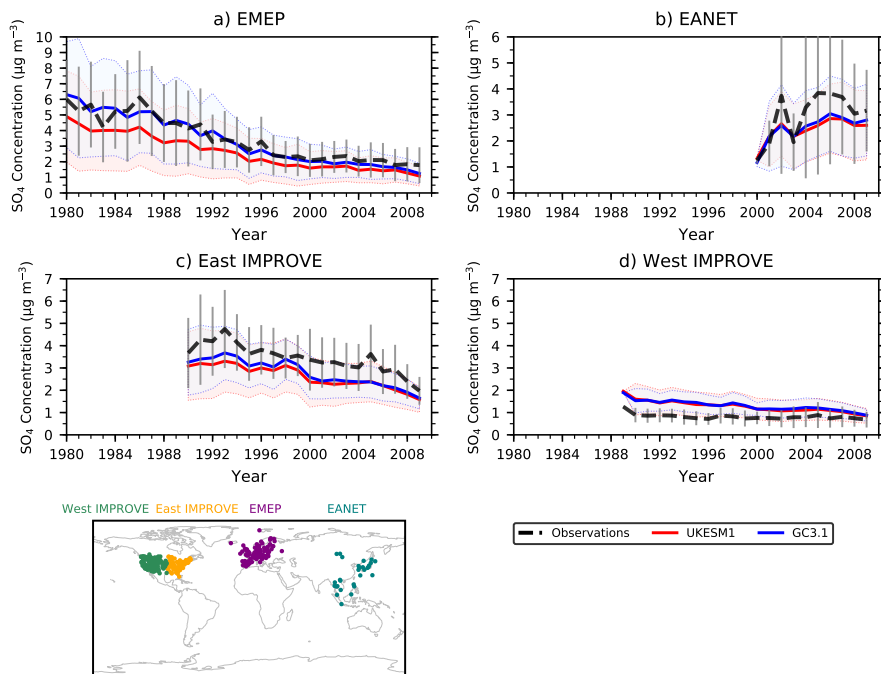 a) EMEP
SO4 Concentration (μg m−3)
10
9
8
7
6
5
4
3
2
1
0
1980 1984 1988 1992 1996 2000 2004 2008
Year
b) EANET
SO4 Concentration (μg m−3)
6
5
4
3
2
1
0
1980 1984 1988 1992 1996 2000 2004 2008
Year
c) East IMPROVE
SO4 Concentration (μg m−3)
7
6
5
4
3
2
1
0
1980 1984 1988 1992 1996 2000 2004 2008
Year
d) West IMPROVE
SO4 Concentration (μg m−3)
7
6
5
4
3
2
1
0
1980 1984 1988 1992 1996 2000 2004 2008
Year
West IMPROVE East IMPROVE EMEP EANET
Observations UKESM1 GC3.1